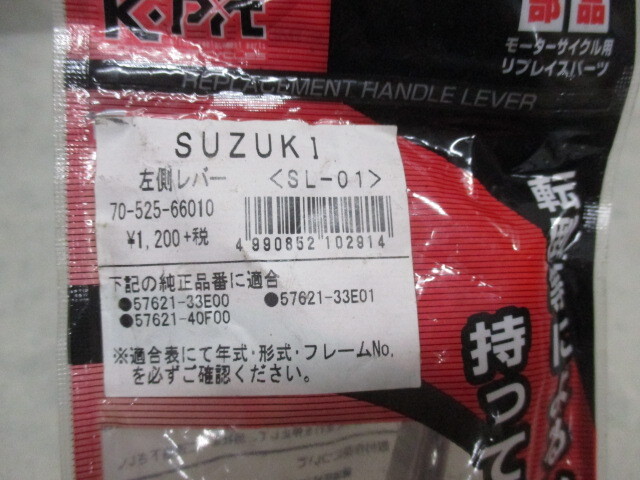 K·Pit
部品
モーターサイクル用
リプレイスパーツ
REPLACEMENT HANDLE LEVER
SUZUKI
左側レバー <SL-01>
70-525-66010
¥1,200+税
4 990852 102914
下記の純正品番に適合
●57621-33E00 ●57621-33E01
●57621-40F00
※適合表にて年式・形式・フレームNo,
を必ずご確認ください。
持って